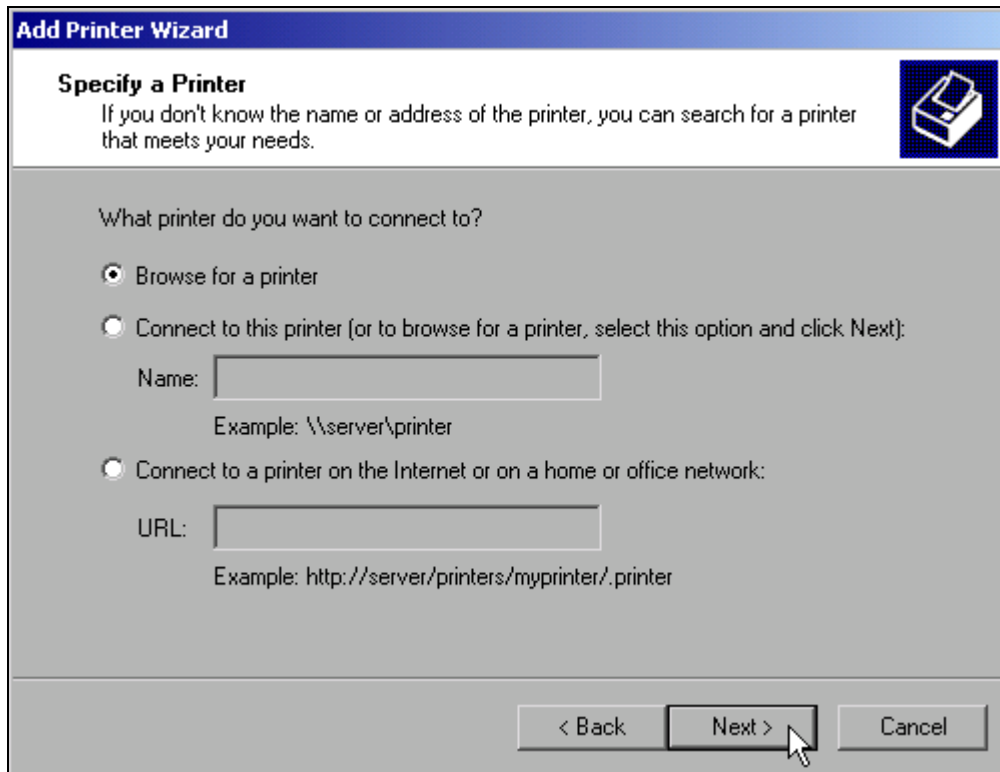 Add Printer Wizard
Specify a Printer
If you don't know the name or address of the printer, you can search for a printer
that meets your needs.
What printer do you want to connect to?
Browse for a printer
Connect to this printer (or to browse for a printer, select this option and click Next):
Name:
Example: \\server\printer
Connect to a printer on the Internet or on a home or office network:
URL:
Example: http://server/printers/myprinter/.printer
< Back Next > Cancel